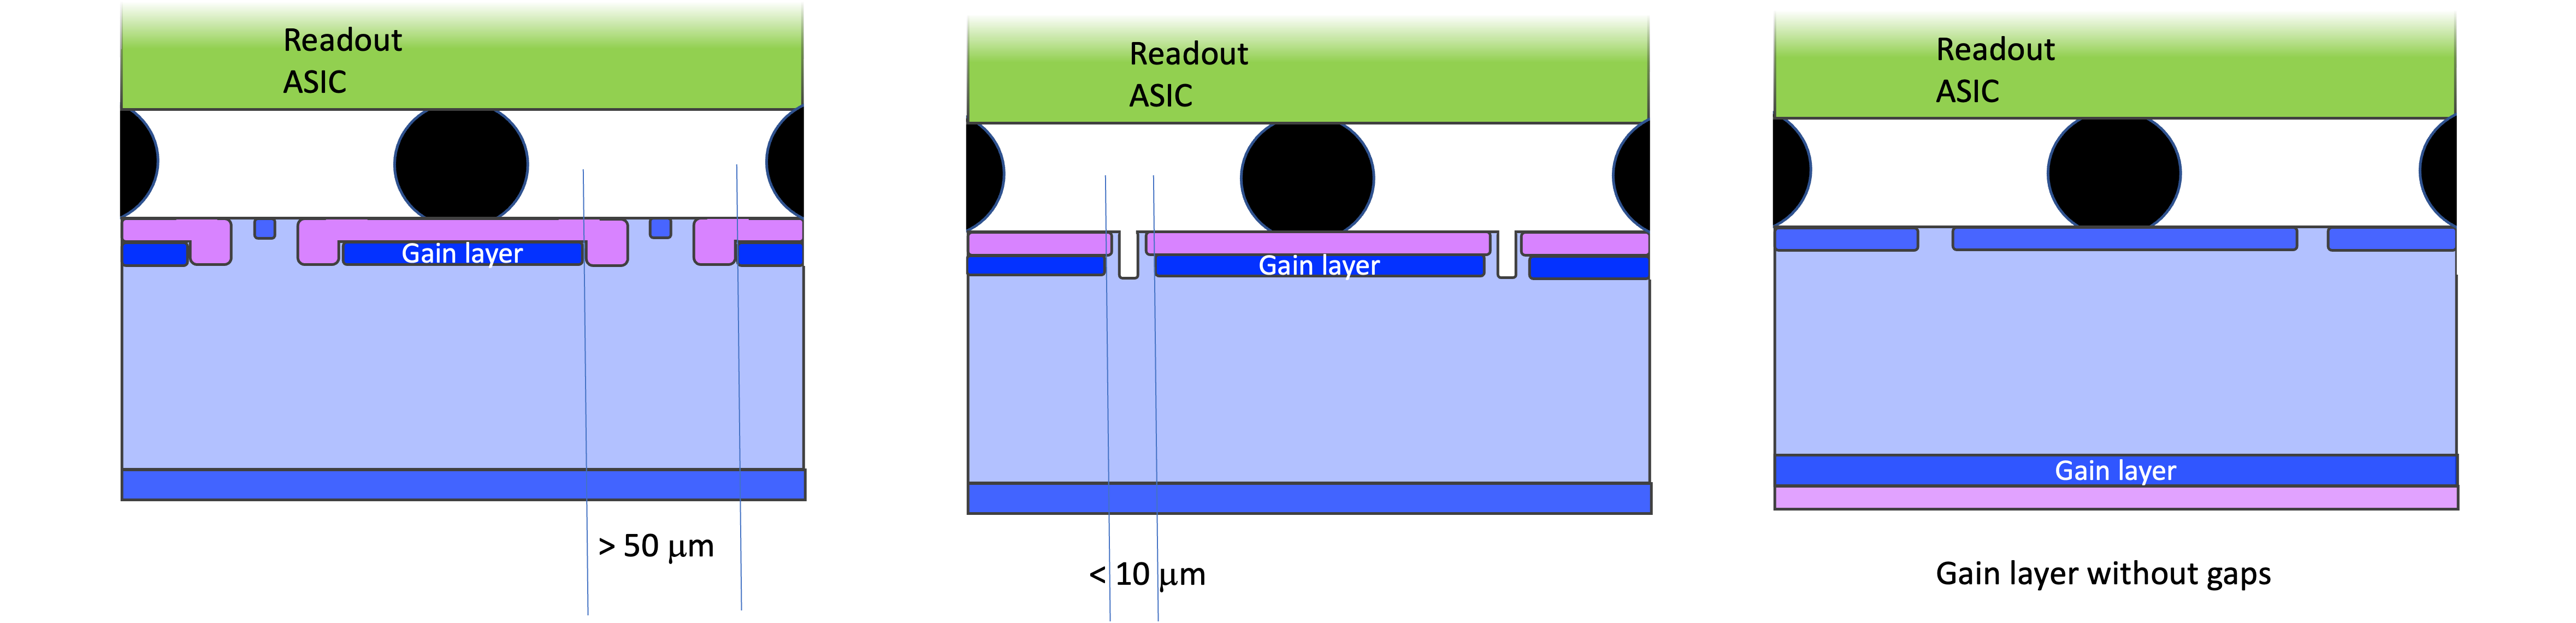 Readout
ASIC
Gain layer
> 50 μm
Readout
ASIC
Gain layer
< 10 μm
Readout
ASIC
Gain layer
Gain layer without gaps